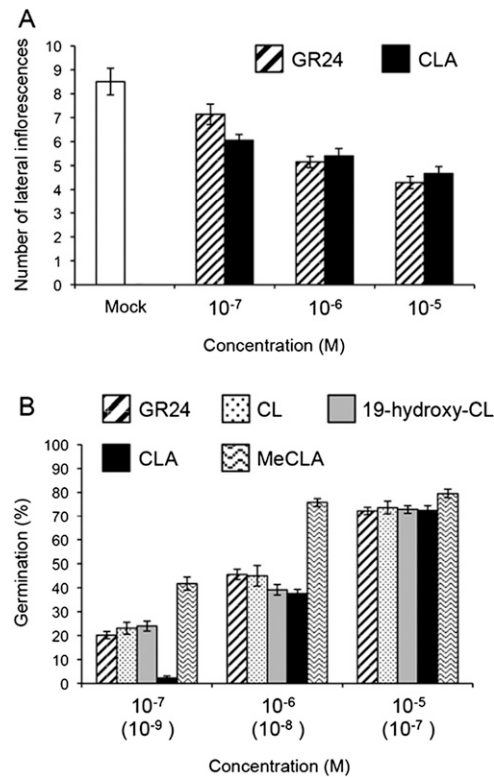 A
GR24 CLA
Number of lateral inflorescences
10
9
8
7
6
5
4
3
2
1
0
Mock 10⁻⁷ 10⁻⁶ 10⁻⁵
Concentration (M)
B
GR24 CL 19-hydroxy-CL
CLA MeCLA
Germination (%)
100
90
80
70
60
50
40
30
20
10
0
10⁻⁷ 10⁻⁶ 10⁻⁵
(10⁻⁹ ) (10⁻⁸ ) (10⁻⁷ )
Concentration (M)